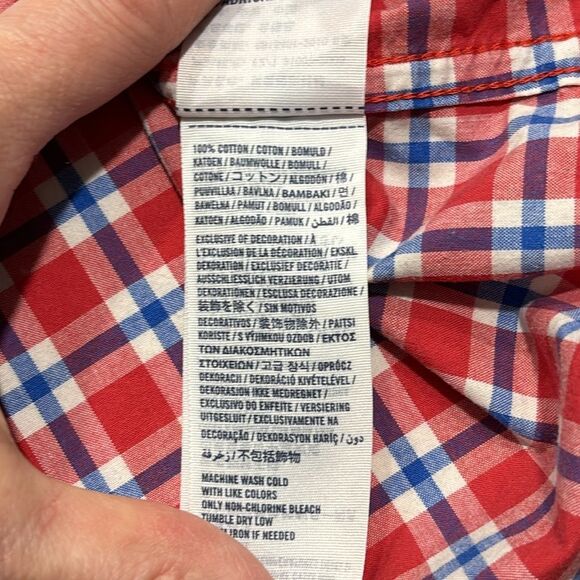 100% COTTON / COTON / BOMULD /
KATOEN / BAUMWOLLE / BOMULL /
COTONE / コットン / ALGODÓN / 棉 /
PUUVILLAA / BAVLNA / ΒΑΜΒΑΚΙ / 면 /
BAWEŁNA / PAMUT / BOMULL / ALGODÃO /
KATOEN / ALGODÃO / PAMUK / القطن / 棉
EXCLUSIVE OF DECORATION / À
L'EXCLUSION DE LA DÉCORATION / EKSKL.
DEKORATION / EXCLUSIEF DECORATIE /
AUSSCHLIESSLICH VERZIERUNG / UTOM
DEKORATIONEN / ESCLUSA DECORAZIONE /
装飾を除く / SIN MOTIVOS
DECORATIVOS / 装饰物除外 / PAITSI
KORISTE / S VÝJIMKOU OZDOB / ΕΚΤΟΣ
ΤΩΝ ΔΙΑΚΟΣΜΗΤΙΚΩΝ
ΣΤΟΙΧΕΙΩΝ / 고급 장식 / OPRÓCZ
DEKORACJI / DEKORÁCIÓ KIVÉTELÉVEL /
DEKORASJON IKKE MEDREGNET /
EXCLUSIVO DO ENFEITE / VERSIERING
UITGESLUIT / EXCLUSIVAMENTE NA
DECORAÇÃO / DEKORASYON HARİÇ / دون
زخرفة / 不包括飾物
MACHINE WASH COLD
WITH LIKE COLORS
ONLY NON-CHLORINE BLEACH
TUMBLE DRY LOW
IRON IF NEEDED